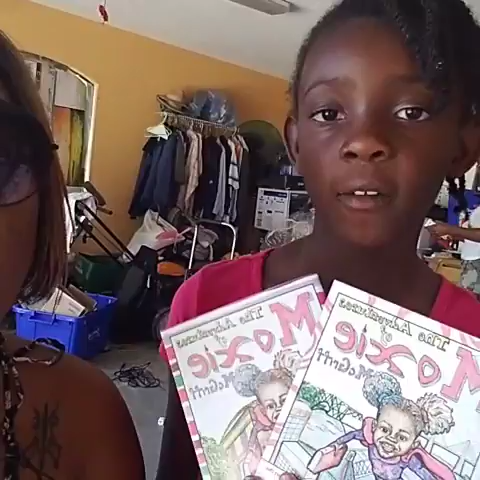 The Adventures
of
Moxie
McGriff
The Adventures
of
Moxie
McGriff